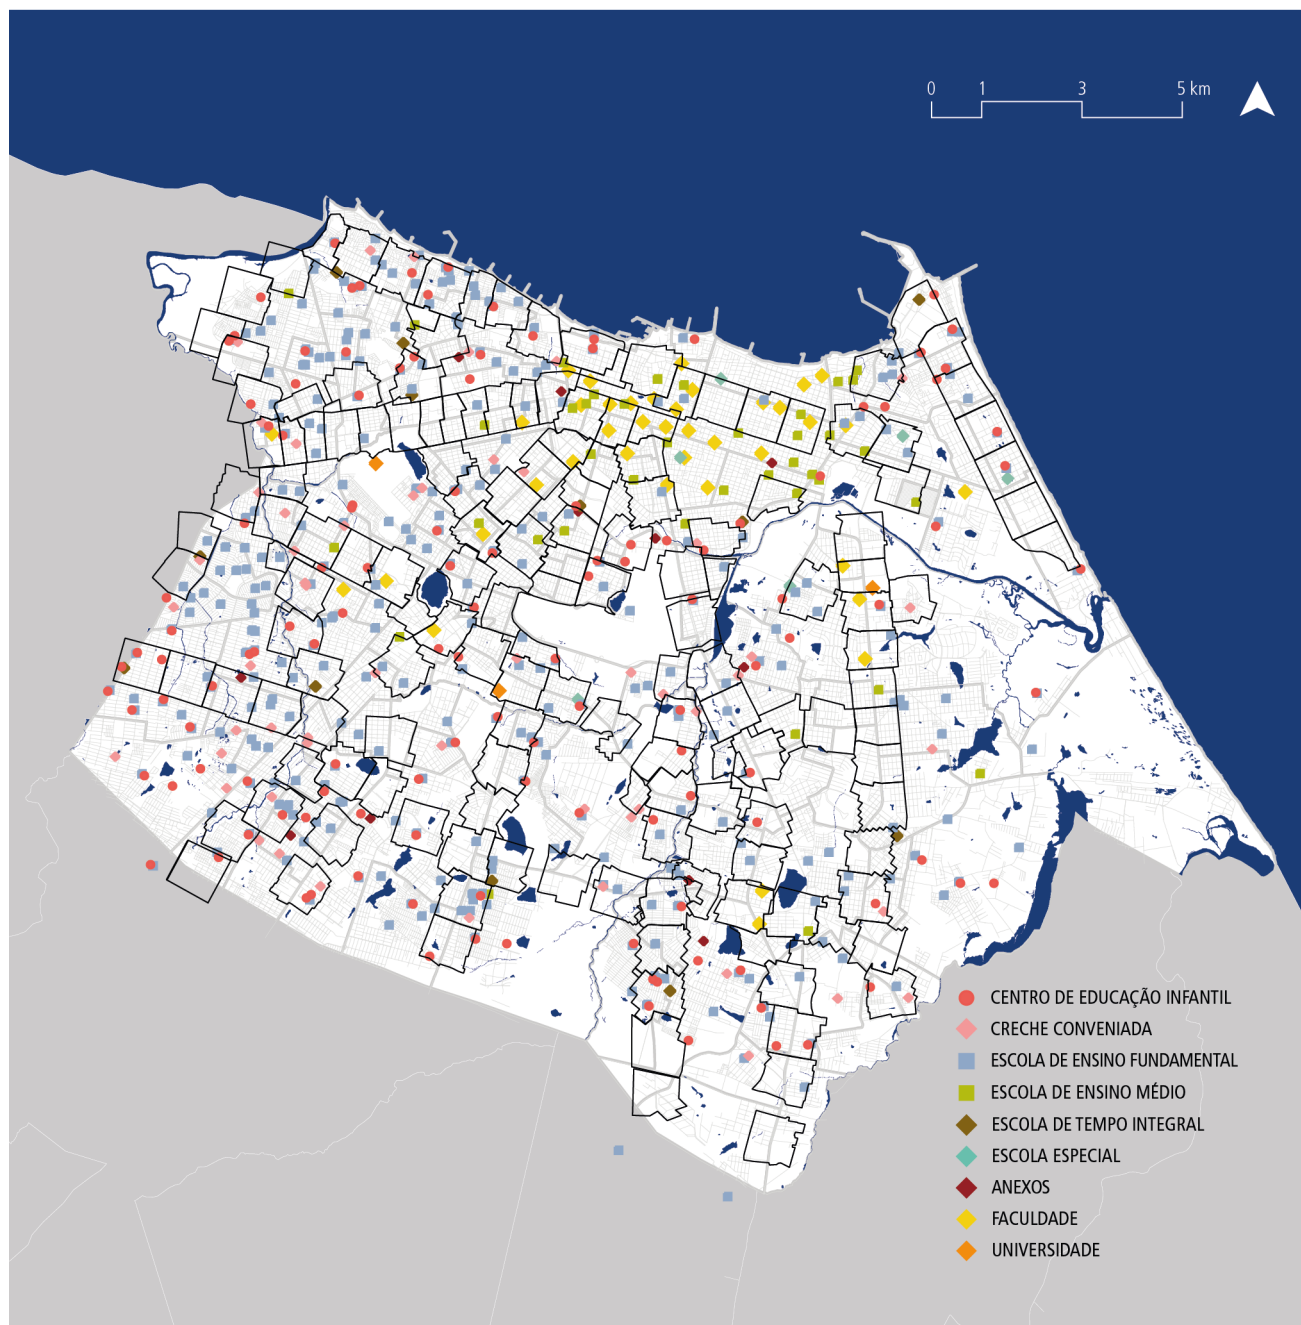 0 1 3 5 km
CENTRO DE EDUCAÇÃO INFANTIL
CRECHE CONVENIADA
ESCOLA DE ENSINO FUNDAMENTAL
ESCOLA DE ENSINO MÉDIO
ESCOLA DE TEMPO INTEGRAL
ESCOLA ESPECIAL
ANEXOS
FACULDADE
UNIVERSIDADE